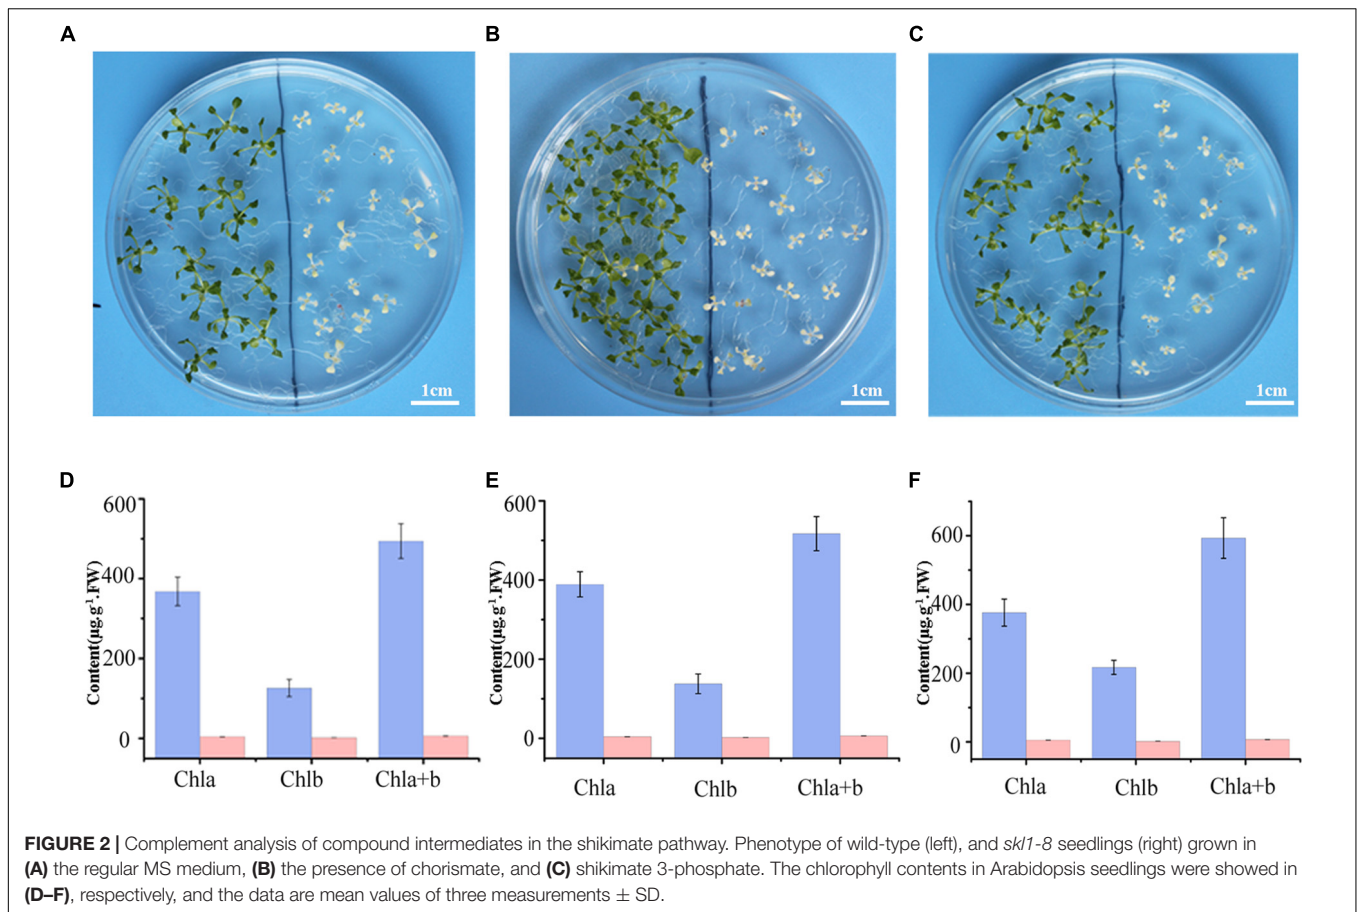 A
B
C
1cm
1cm
1cm
D
E
F
600
400
200
0
Content(μg.g⁻¹.FW)
Chla
Chlb
Chla+b
600
400
200
0
Content(μg.g⁻¹.FW)
Chla
Chlb
Chla+b
600
400
200
0
Content(μg.g⁻¹.FW)
Chla
Chlb
Chla+b
FIGURE 2 | Complement analysis of compound intermediates in the shikimate pathway. Phenotype of wild-type (left), and skl1-8 seedlings (right) grown in
(A) the regular MS medium, (B) the presence of chorismate, and (C) shikimate 3-phosphate. The chlorophyll contents in Arabidopsis seedlings were showed in
(D–F), respectively, and the data are mean values of three measurements ± SD.